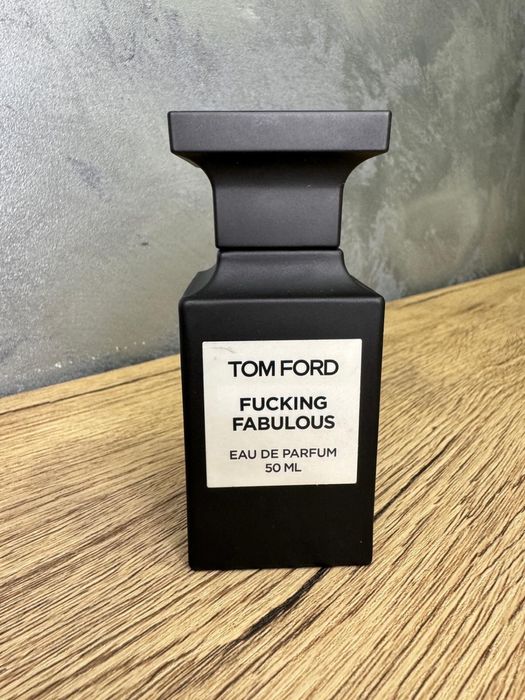 TOM FORD
FUCKING
FABULOUS
EAU DE PARFUM
50 ML